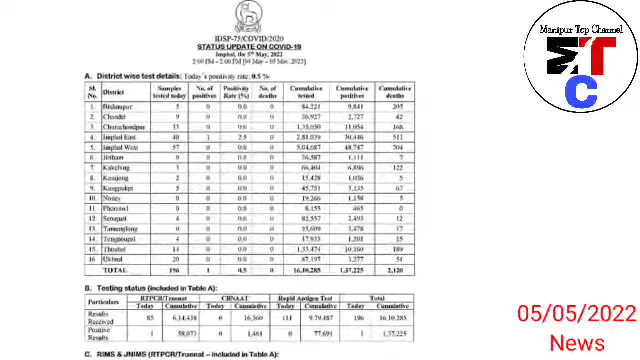 Manipur Top Channel
MTC
IDSP-75/COVID/2020
STATUS UPDATE ON COVID-19
Imphal, the 5th May, 2022
A. District wise test details: Today's positivity rate: 0.5 %
Sl. No. District Samples tested today No. of positives Positivity Rate (%) No. of deaths Cumulative tested Cumulative positives Cumulative deaths
1. Bishnupur 5 0 0.0 0 84,221 9,841 205
2. Chandel 9 0 0.0 0 36,927 2,727 42
3. Churachandpur 33 0 0.0 0 1,35,050 11,054 168
4. Imphal East 40 1 2.5 0 2,81,039 30,446 511
5. Imphal West 57 0 0.0 0 5,04,687 48,747 704
6. Jiribam 0 0 0.0 0 26,587 1,111 7
7. Kakching 3 0 0.0 0 66,404 6,896 122
8. Kamjong 2 0 0.0 0 15,428 1,036 5
9. Kangpokpi 5 0 0.0 0 45,751 3,135 67
10. Noney 0 0 0.0 0 19,266 1,158 5
11. Pherzawl 0 0 0.0 0 8,155 465 0
12. Senapati 4 0 0.0 0 82,557 2,493 12
13. Tamenglong 0 0 0.0 0 3,478 17
14. Tengnoupal 4 0 0.0 0 17,933 1,201 15
15. Thoubal 14 0 0.0 0 1,33,474 10,160 189
16 Ukhrul 20 0 0.0 0 87,197 3,277 51
TOTAL 196 1 0.5 0 16,10,285 1,37,225 2,120
B. Testing status (included in Table A):
Particulars RTPCR/Truenat CBNAAT Rapid Antigen Test Total
Today Cumulative Today Cumulative Today Cumulative Today Cumulative
Results Received 85 6,14,438 0 16,360 111 9,79,487 196 16,10,285
Positive Results 1 58,073 0 1,461 0 77,691 1 1,37,225
C. RIMS & JNIMS (RTPCR/Truenat – included in Table A):
05/05/2022
News